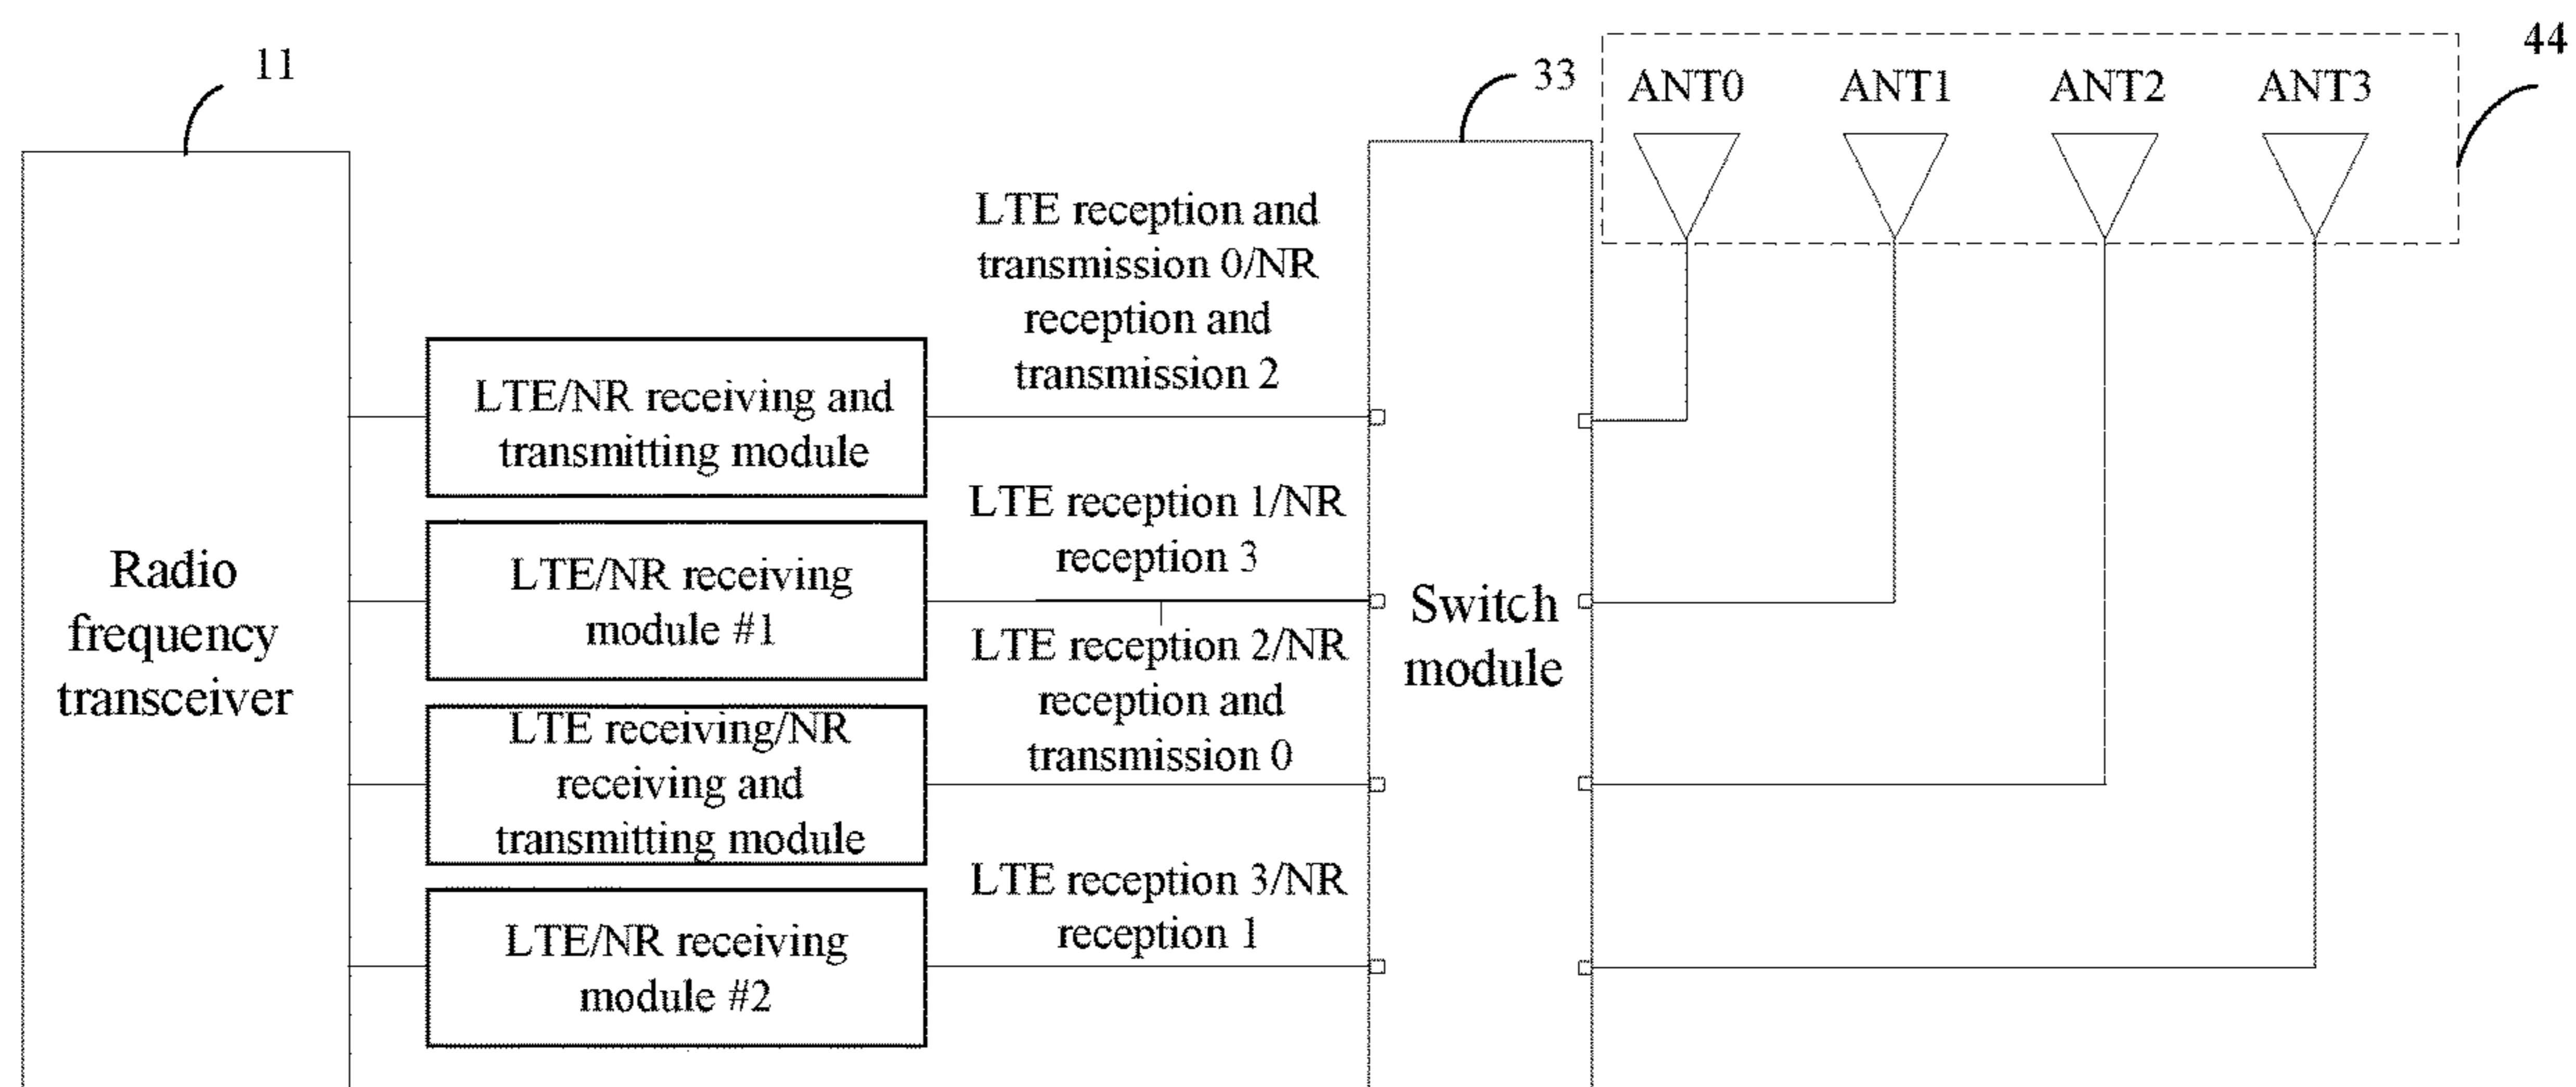 11
33
44
ANT0 ANT1 ANT2 ANT3
LTE reception and
transmission 0/NR
reception and
transmission 2
LTE/NR receiving and
transmitting module
LTE reception 1/NR
reception 3
LTE/NR receiving
module #1
Radio
frequency
transceiver
Switch
module
LTE reception 2/NR
reception and
transmission 0
LTE receiving/NR
receiving and
transmitting module
LTE reception 3/NR
reception 1
LTE/NR receiving
module #2